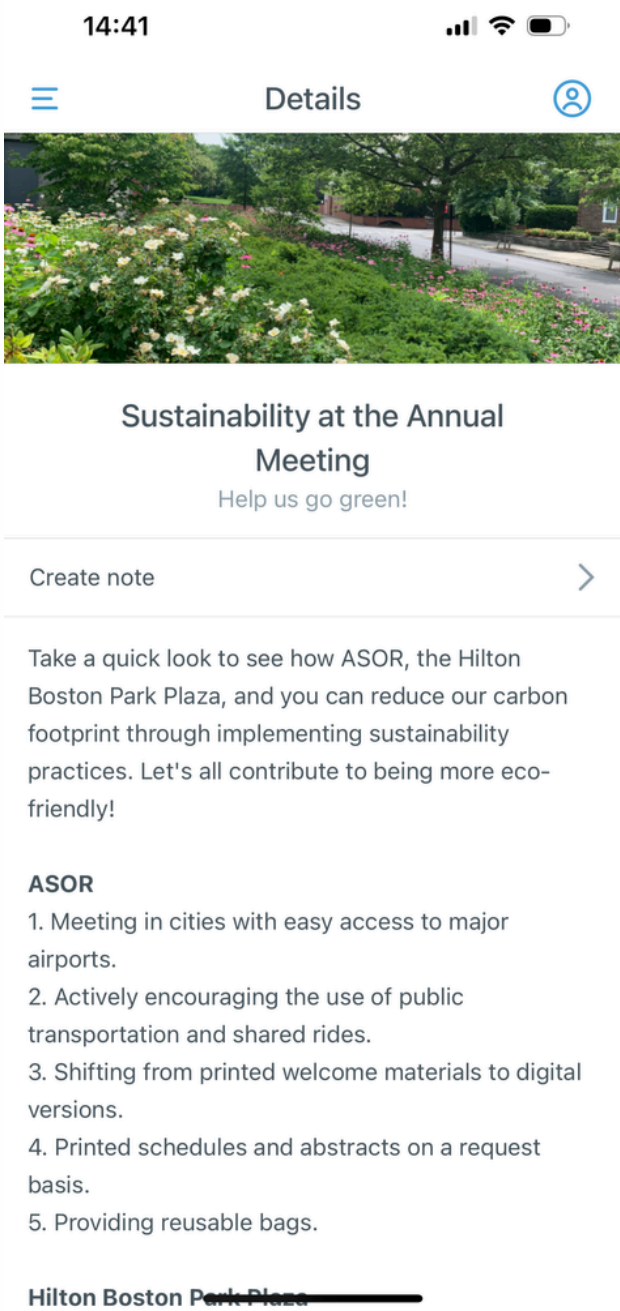 14:41
Details
Sustainability at the Annual
Meeting
Help us go green!
Create note
Take a quick look to see how ASOR, the Hilton
Boston Park Plaza, and you can reduce our carbon
footprint through implementing sustainability
practices. Let's all contribute to being more eco-
friendly!
ASOR
1. Meeting in cities with easy access to major
airports.
2. Actively encouraging the use of public
transportation and shared rides.
3. Shifting from printed welcome materials to digital
versions.
4. Printed schedules and abstracts on a request
basis.
5. Providing reusable bags.
Hilton Boston Park Plaza